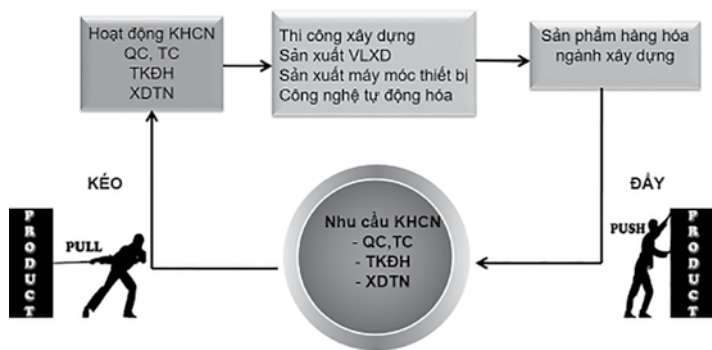 Hoạt động KHCN
QC, TC
TKĐH
XDTN
Thi công xây dựng
Sản xuất VLXD
Sản xuất máy móc thiết bị
Công nghệ tự động hóa
Sản phẩm hàng hóa
ngành xây dựng
KÉO
ĐẨY
PRODUCT
PULL
Nhu cầu KHCN
- QC,TC
- TKĐH
- XDTN
PUSH
PRODUCT